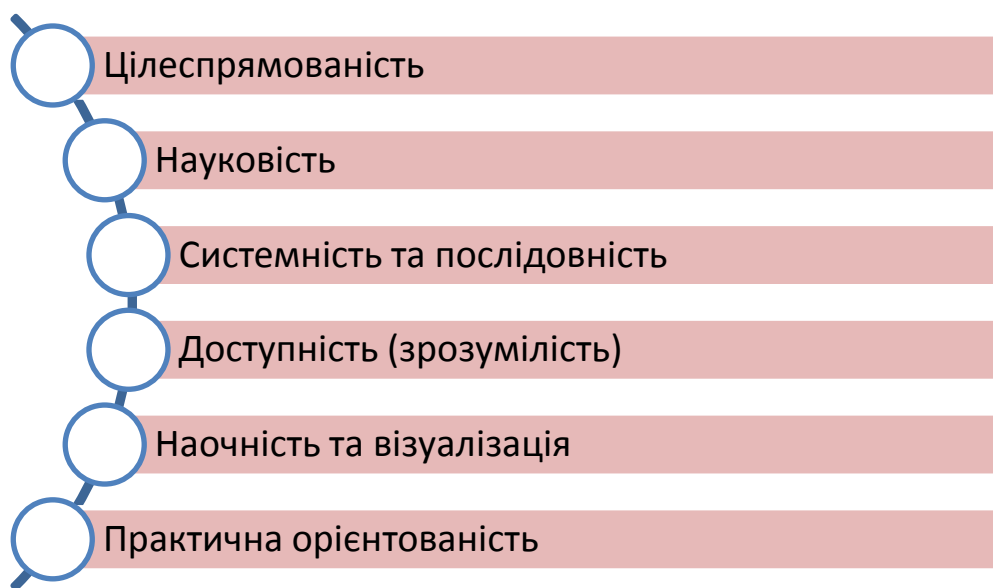 Цілеспрямованість
Науковість
Системність та послідовність
Доступність (зрозумілість)
Наочність та візуалізація
Практична орієнтованість